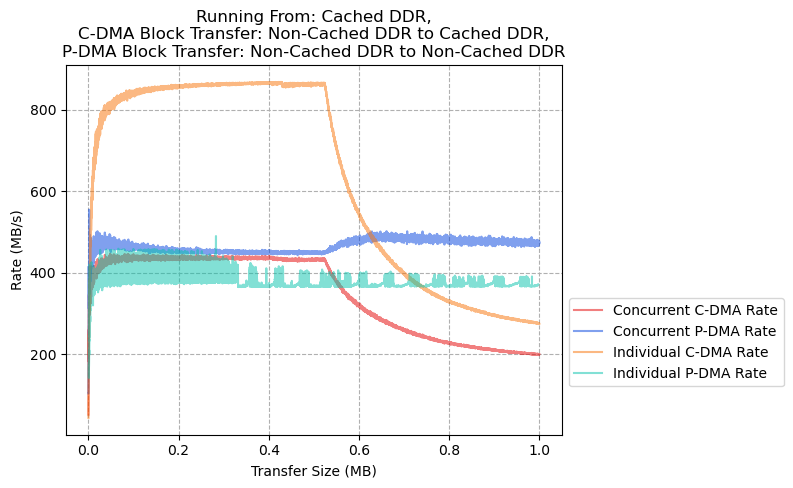 Running From: Cached DDR,
C-DMA Block Transfer: Non-Cached DDR to Cached DDR,
P-DMA Block Transfer: Non-Cached DDR to Non-Cached DDR
800
600
400
200
Rate (MB/s)
0.0 0.2 0.4 0.6 0.8 1.0
Transfer Size (MB)
Concurrent C-DMA Rate
Concurrent P-DMA Rate
Individual C-DMA Rate
Individual P-DMA Rate